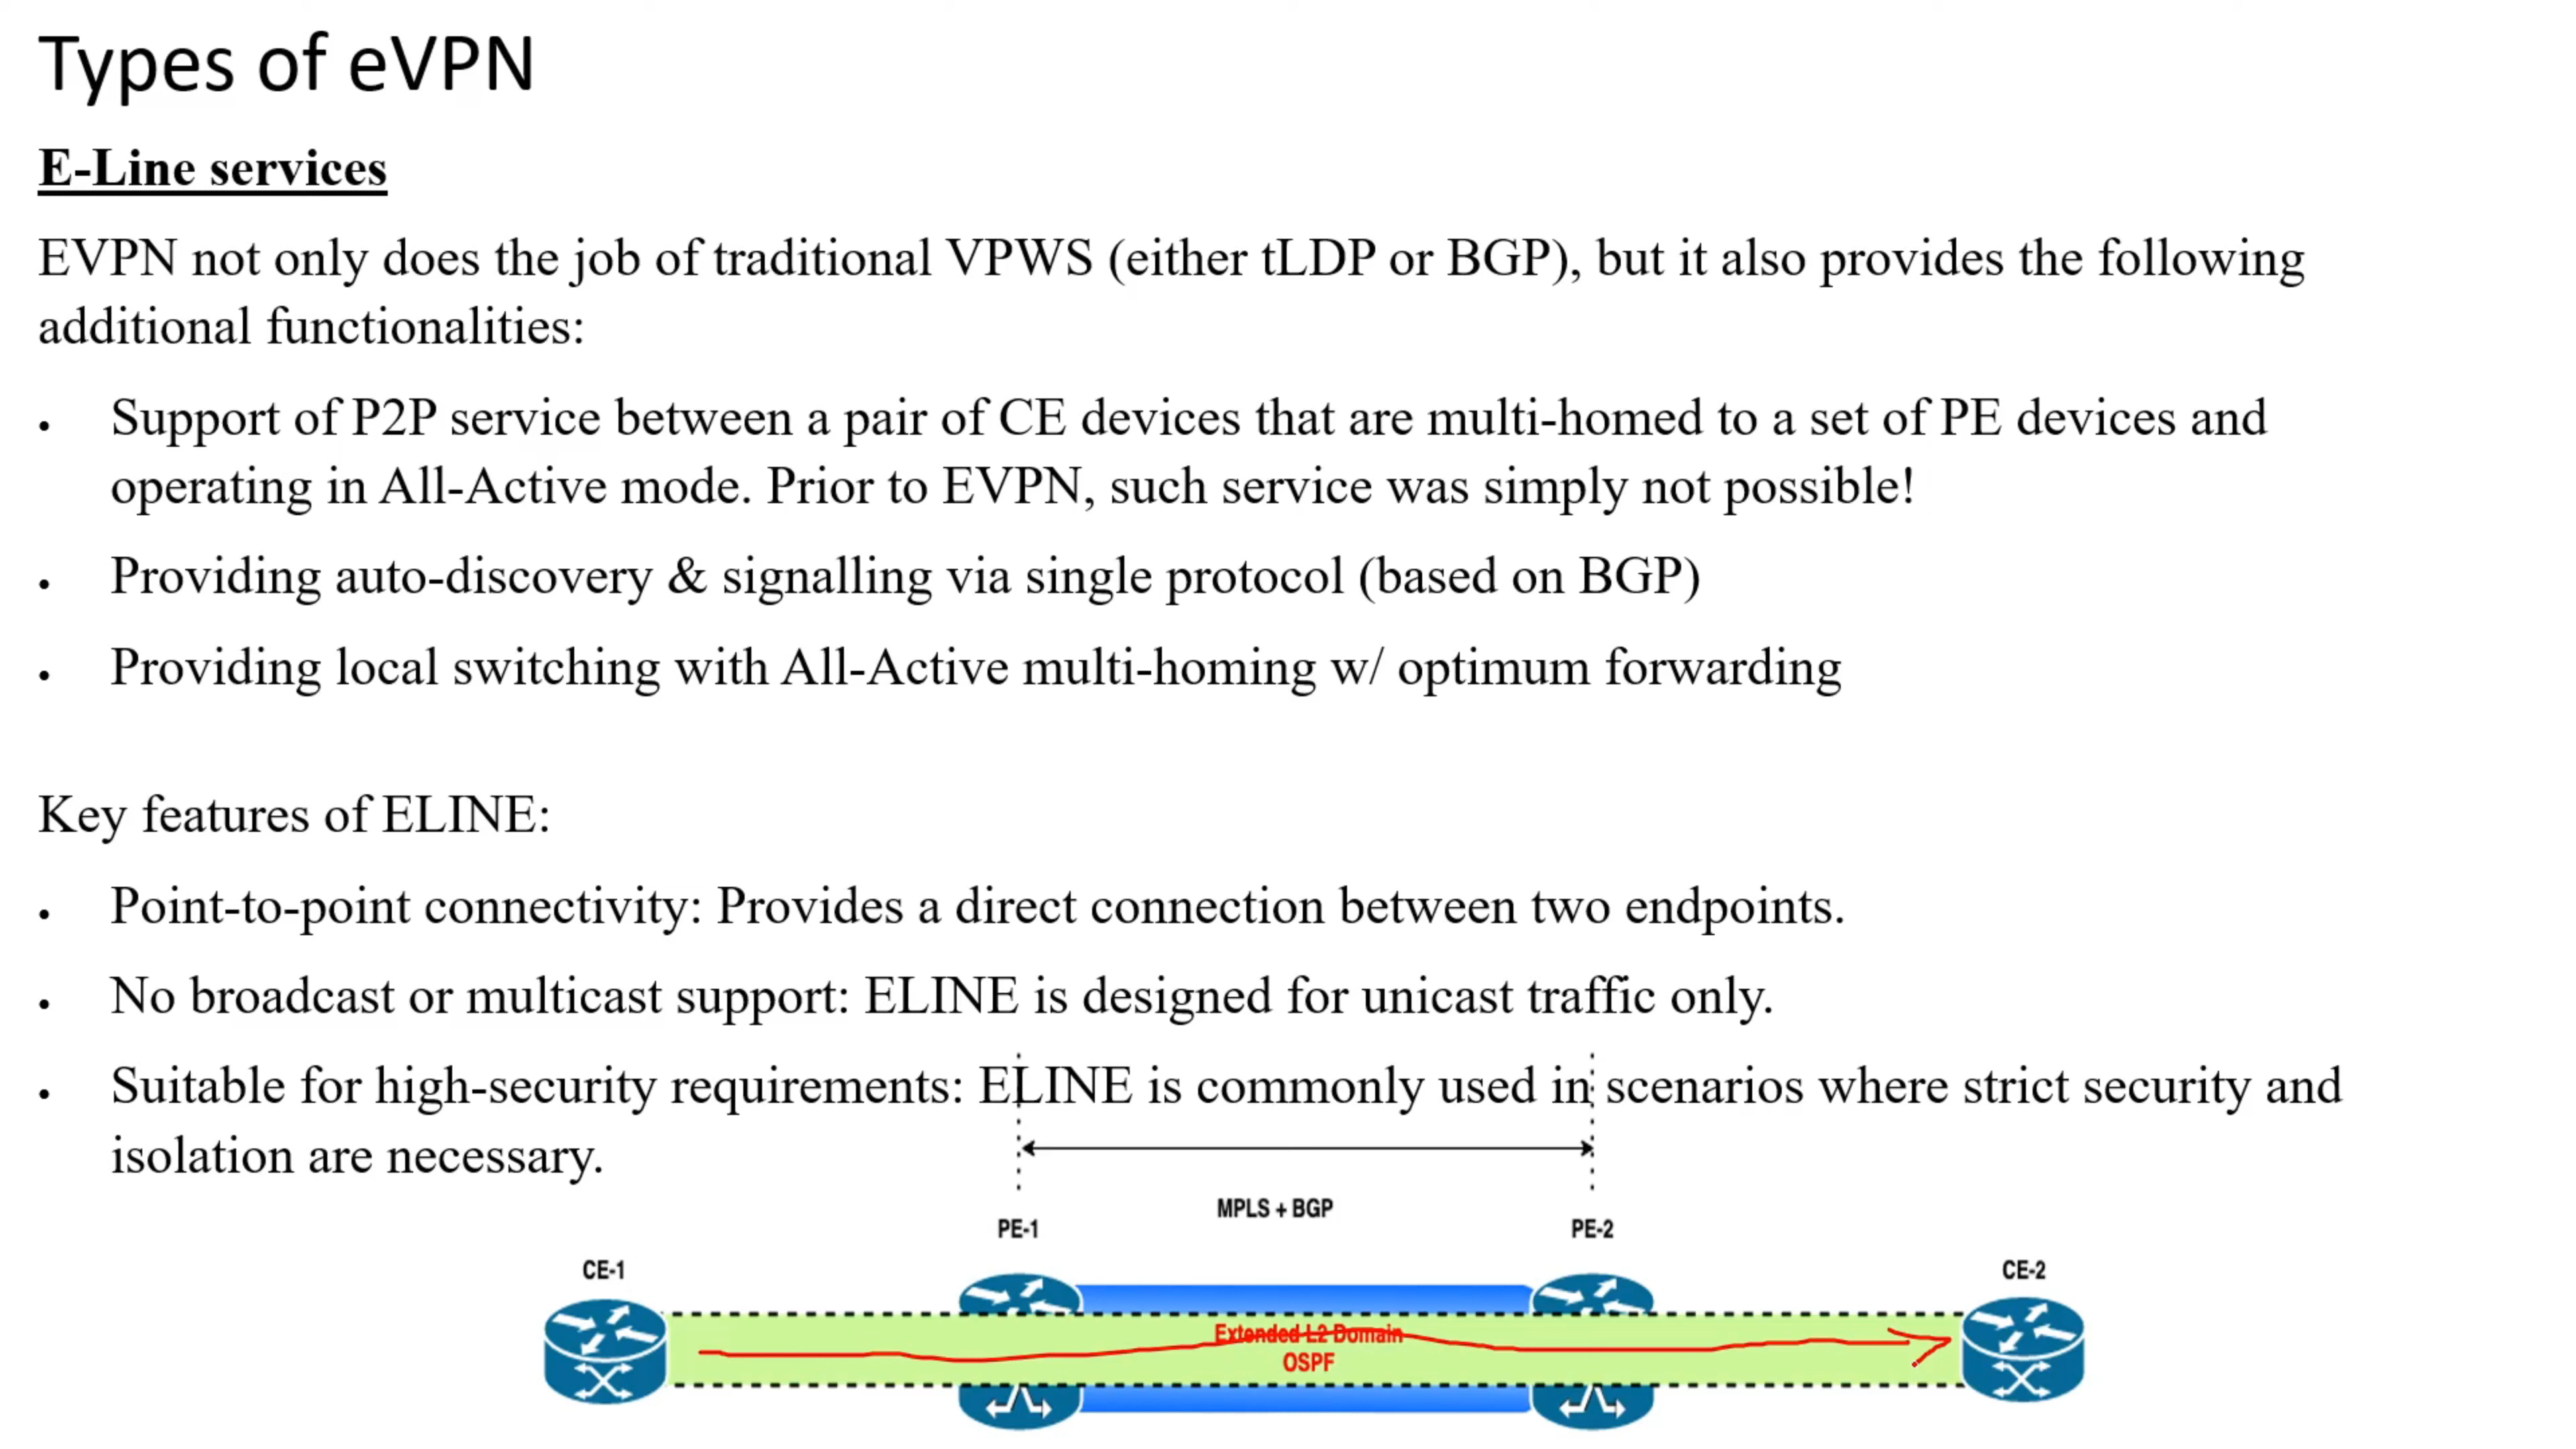 Types of eVPN
E-Line services
EVPN not only does the job of traditional VPWS (either tLDP or BGP), but it also provides the following
additional functionalities:
• Support of P2P service between a pair of CE devices that are multi-homed to a set of PE devices and
operating in All-Active mode. Prior to EVPN, such service was simply not possible!
• Providing auto-discovery & signalling via single protocol (based on BGP)
• Providing local switching with All-Active multi-homing w/ optimum forwarding
Key features of ELINE:
• Point-to-point connectivity: Provides a direct connection between two endpoints.
• No broadcast or multicast support: ELINE is designed for unicast traffic only.
• Suitable for high-security requirements: ELINE is commonly used in scenarios where strict security and
isolation are necessary.
MPLS + BGP
PE-1
PE-2
CE-1
CE-2
Extended L2 Domain
OSPF